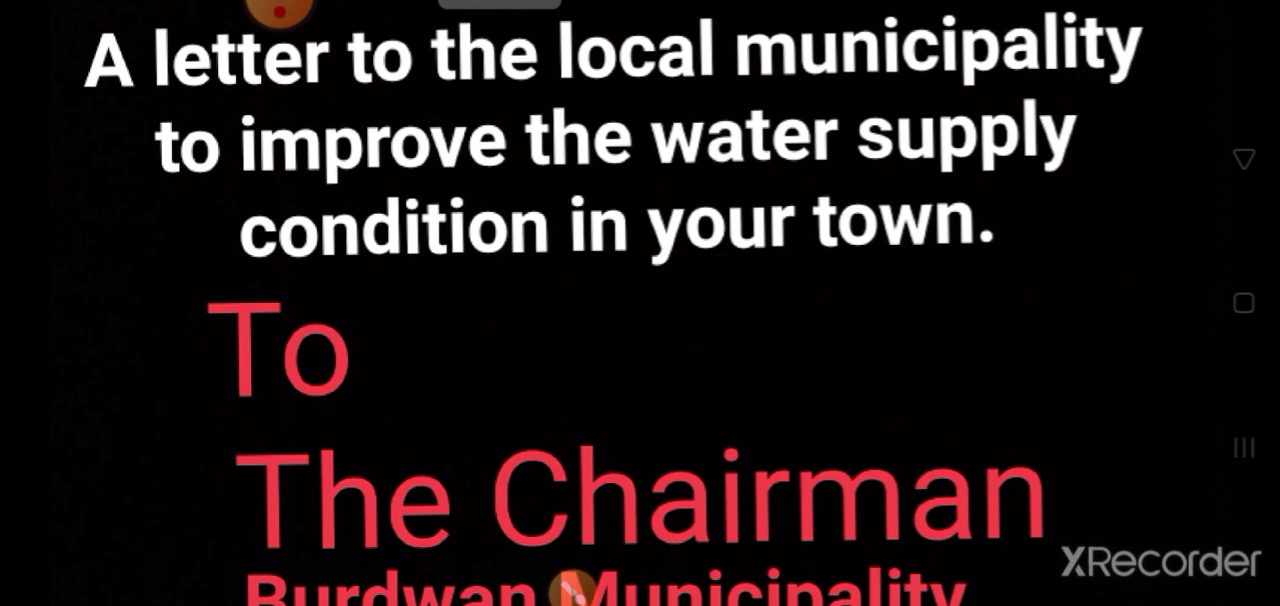 A letter to the local municipality
to improve the water supply
condition in your town.
To
The Chairman
Burdwan Municipality
XRecorder